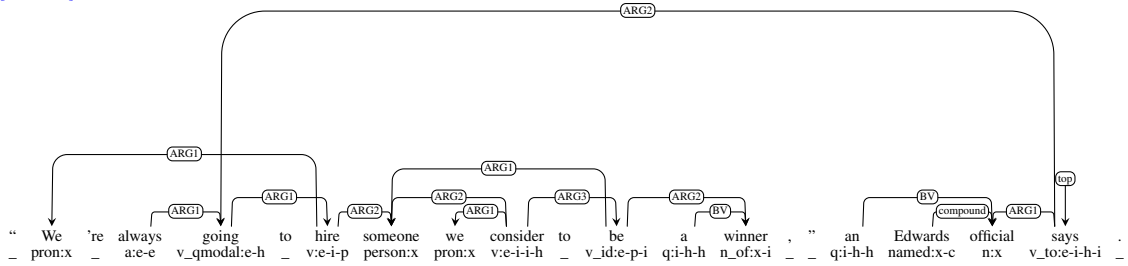 ARG2
ARG1
ARG1
top
ARG1
ARG2
ARG3
ARG2
BV
ARG1
ARG2
ARG1
BV
compound
ARG1
“ We 're always going to hire someone we consider to be a winner , ” an Edwards official says .
_ pron:x _ a:e-e v_qmodal:e-h _ v:e-i-p person:x pron:x v:e-i-i-h _ v_id:e-p-i q:i-h-h n_of:x-i _ _ q:i-h-h named:x-c n:x v_to:e-i-h-i _